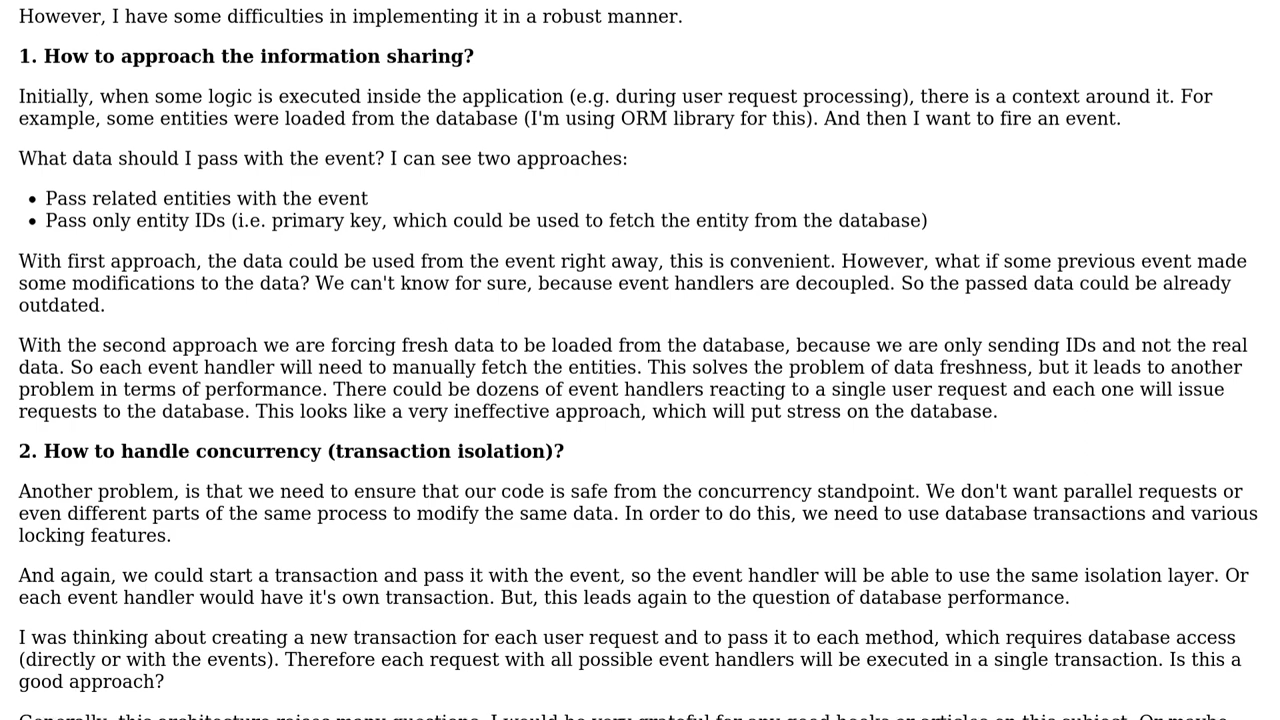 However, I have some difficulties in implementing it in a robust manner.
1. How to approach the information sharing?
Initially, when some logic is executed inside the application (e.g. during user request processing), there is a context around it. For
example, some entities were loaded from the database (I'm using ORM library for this). And then I want to fire an event.
What data should I pass with the event? I can see two approaches:
• Pass related entities with the event
• Pass only entity IDs (i.e. primary key, which could be used to fetch the entity from the database)
With first approach, the data could be used from the event right away, this is convenient. However, what if some previous event made
some modifications to the data? We can't know for sure, because event handlers are decoupled. So the passed data could be already
outdated.
With the second approach we are forcing fresh data to be loaded from the database, because we are only sending IDs and not the real
data. So each event handler will need to manually fetch the entities. This solves the problem of data freshness, but it leads to another
problem in terms of performance. There could be dozens of event handlers reacting to a single user request and each one will issue
requests to the database. This looks like a very ineffective approach, which will put stress on the database.
2. How to handle concurrency (transaction isolation)?
Another problem, is that we need to ensure that our code is safe from the concurrency standpoint. We don't want parallel requests or
even different parts of the same process to modify the same data. In order to do this, we need to use database transactions and various
locking features.
And again, we could start a transaction and pass it with the event, so the event handler will be able to use the same isolation layer. Or
each event handler would have it's own transaction. But, this leads again to the question of database performance.
I was thinking about creating a new transaction for each user request and to pass it to each method, which requires database access
(directly or with the events). Therefore each request with all possible event handlers will be executed in a single transaction. Is this a
good approach?